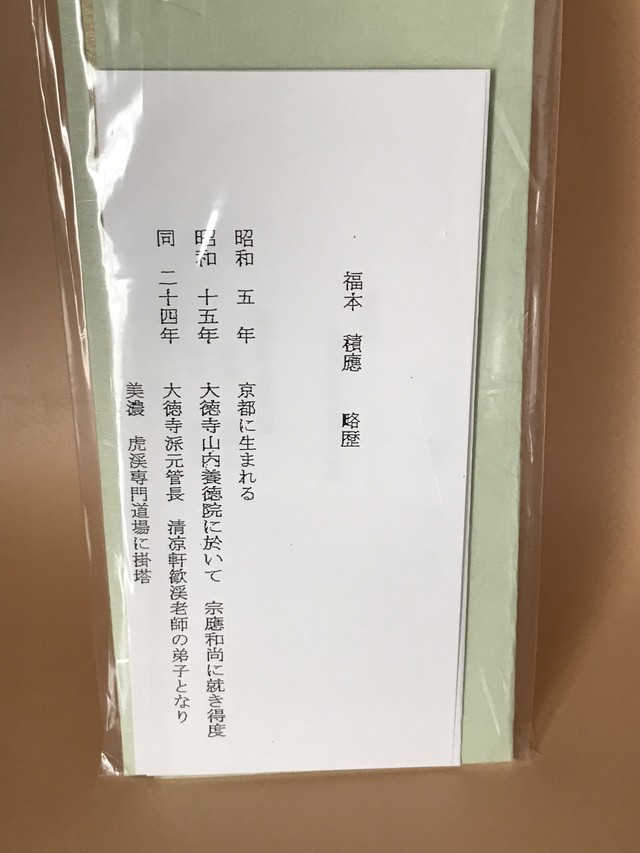 福本 積應 略歴
昭和 五 年 京都に生まれる
昭和 十五年 大徳寺山内養徳院に於いて 宗應和尚に就き得度
同 二十四年 大徳寺派元管長 清凉軒歓渓老師の弟子となり
美濃 虎渓専門道場に掛塔